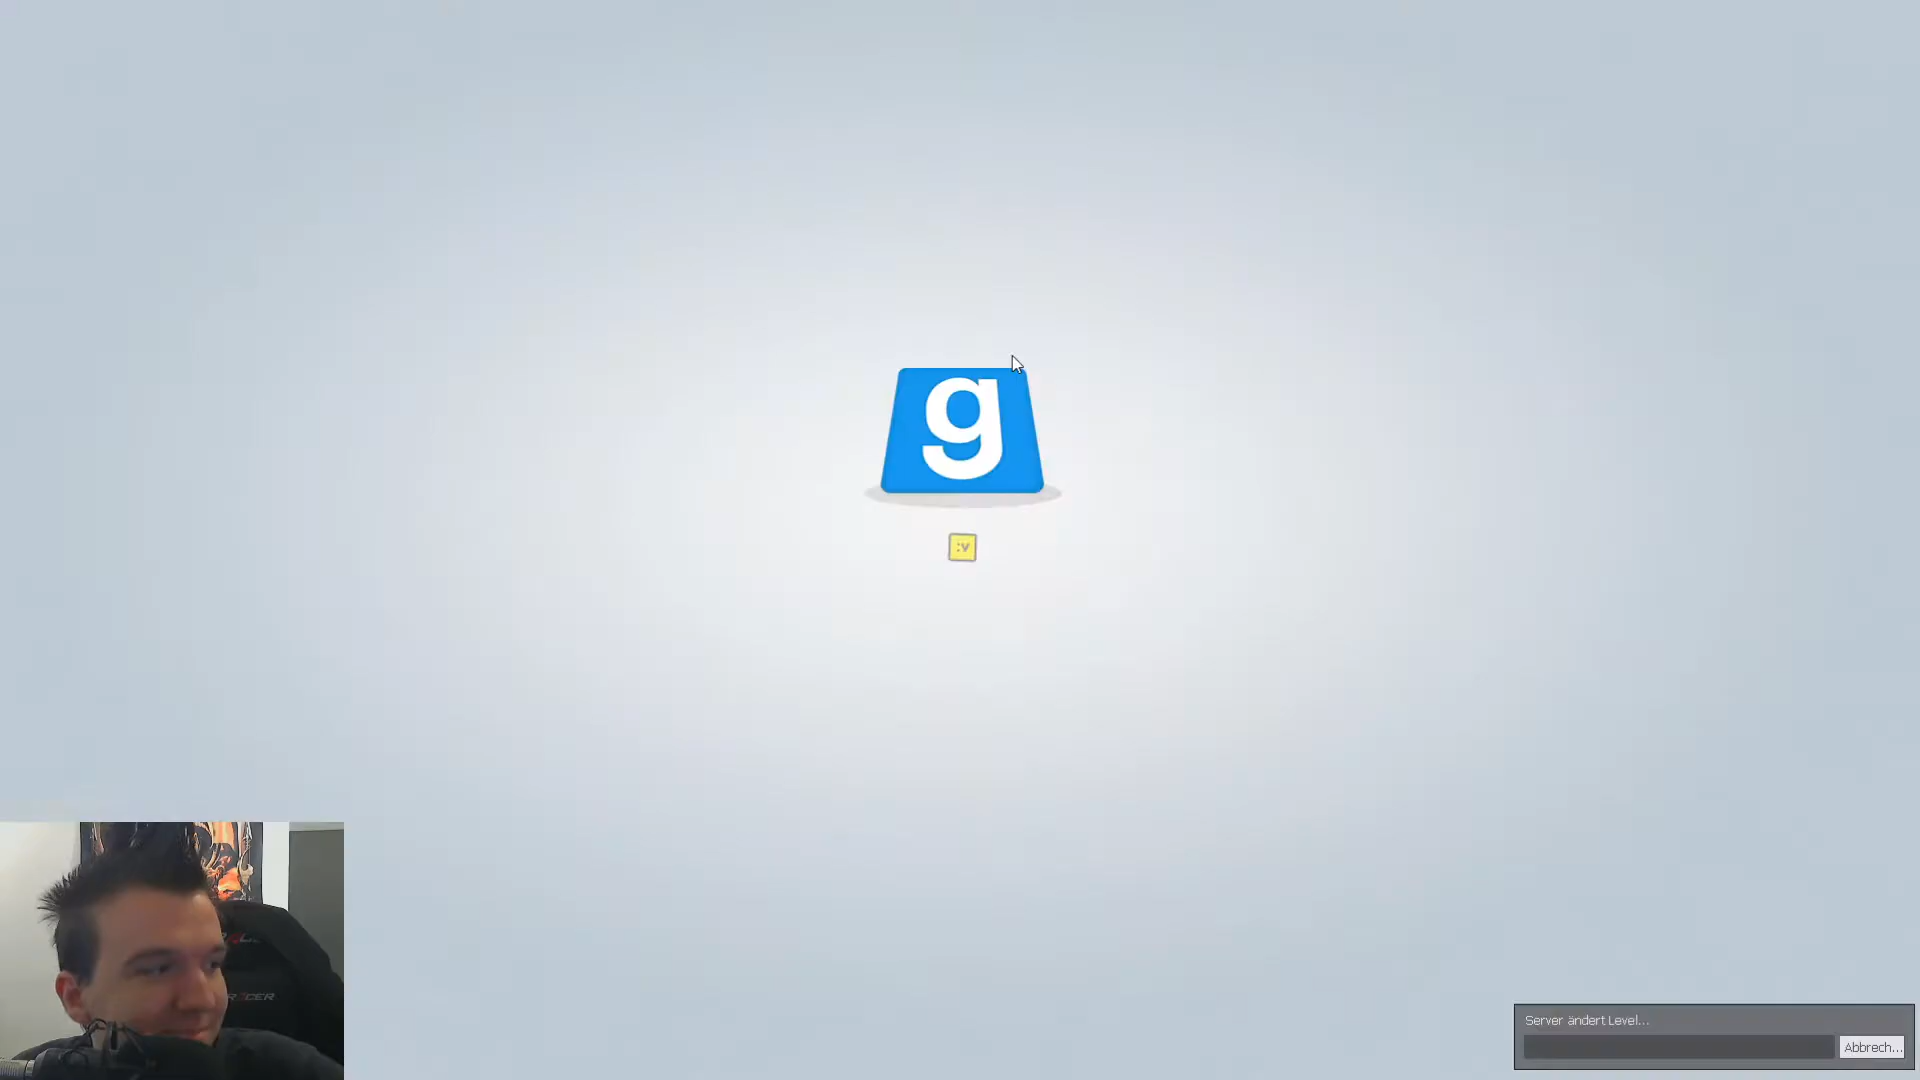 g
:v
Server ändert Level...
Abbrech...